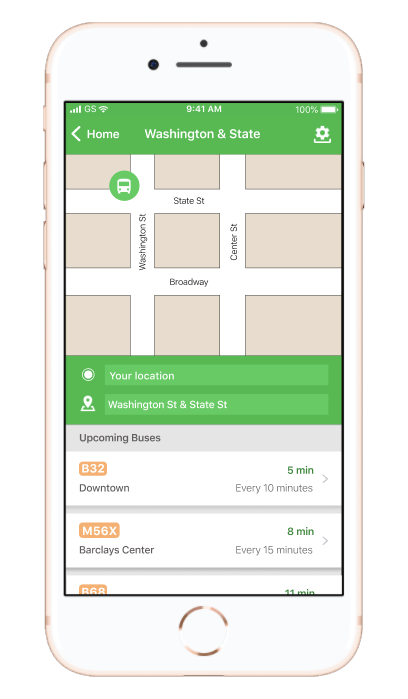 GS 9:41 AM 100%
Home Washington & State
State St
Washington St
Center St
Broadway
Your location
Washington St & State St
Upcoming Buses
B32 5 min
Downtown Every 10 minutes
M56X 8 min
Barclays Center Every 15 minutes
B68 11 min